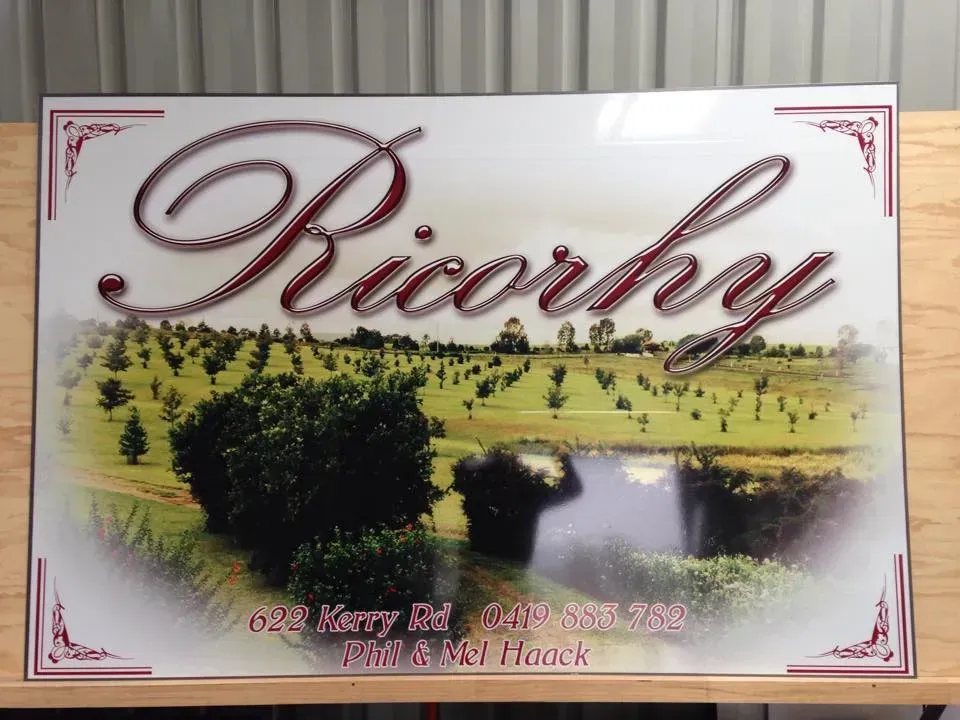 Ricorhy
622 Kerry Rd 0419 883 782
Phil & Mel Haack